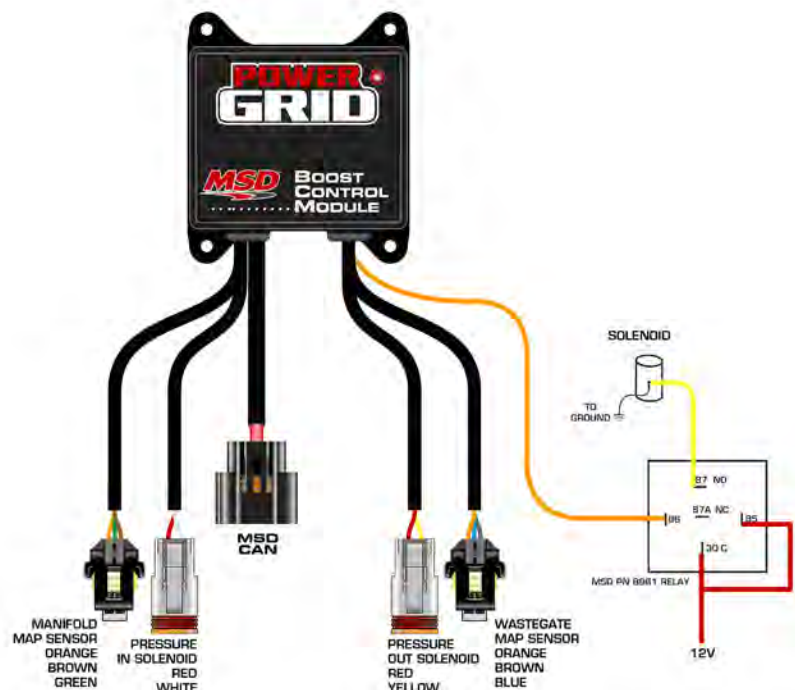 POWER
GRID
MSD
BOOST
CONTROL
MODULE
SOLENOID
TO
GROUND
87 NO
87A NC
86
85
30 C
MSD PN 8961 RELAY
12V
MSD
CAN
MANIFOLD
MAP SENSOR
ORANGE
BROWN
GREEN
PRESSURE
IN SOLENOID
RED
WHITE
PRESSURE
OUT SOLENOID
RED
YELLOW
WASTEGATE
MAP SENSOR
ORANGE
BROWN
BLUE